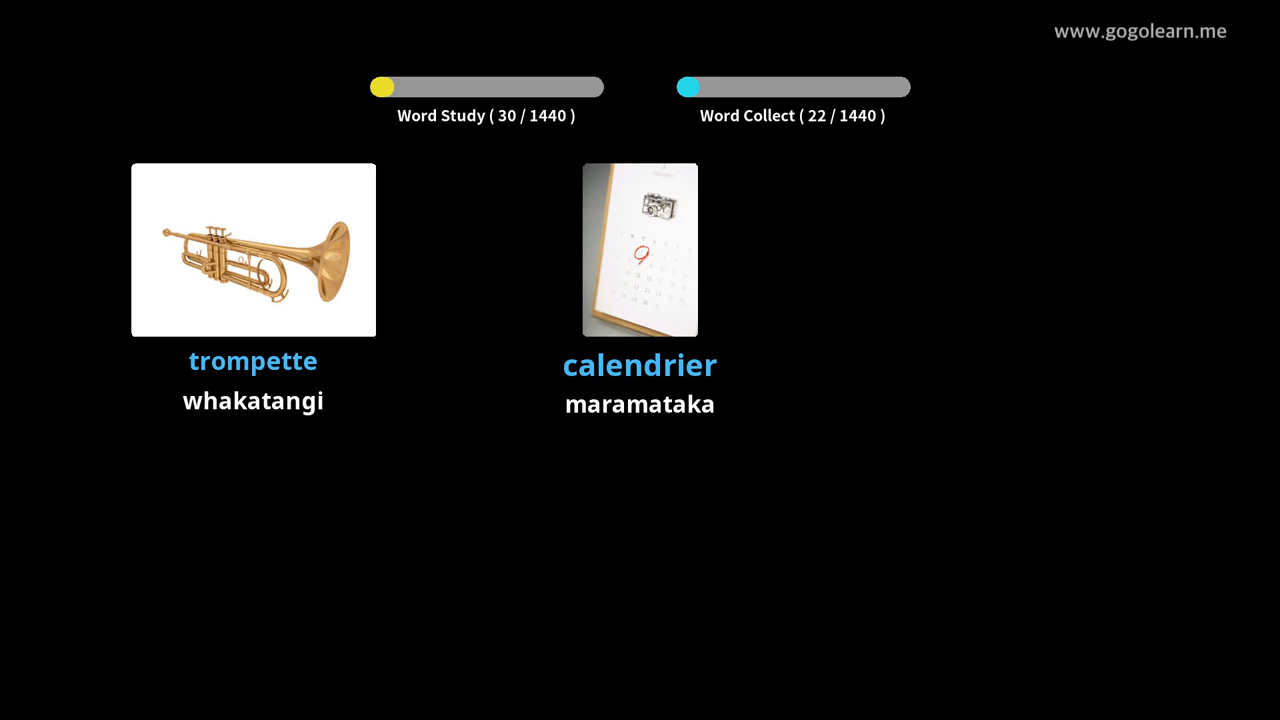 www.gogolearn.me
Word Study ( 30 / 1440 )
Word Collect ( 22 / 1440 )
trompette
whakatangi
calendrier
maramataka